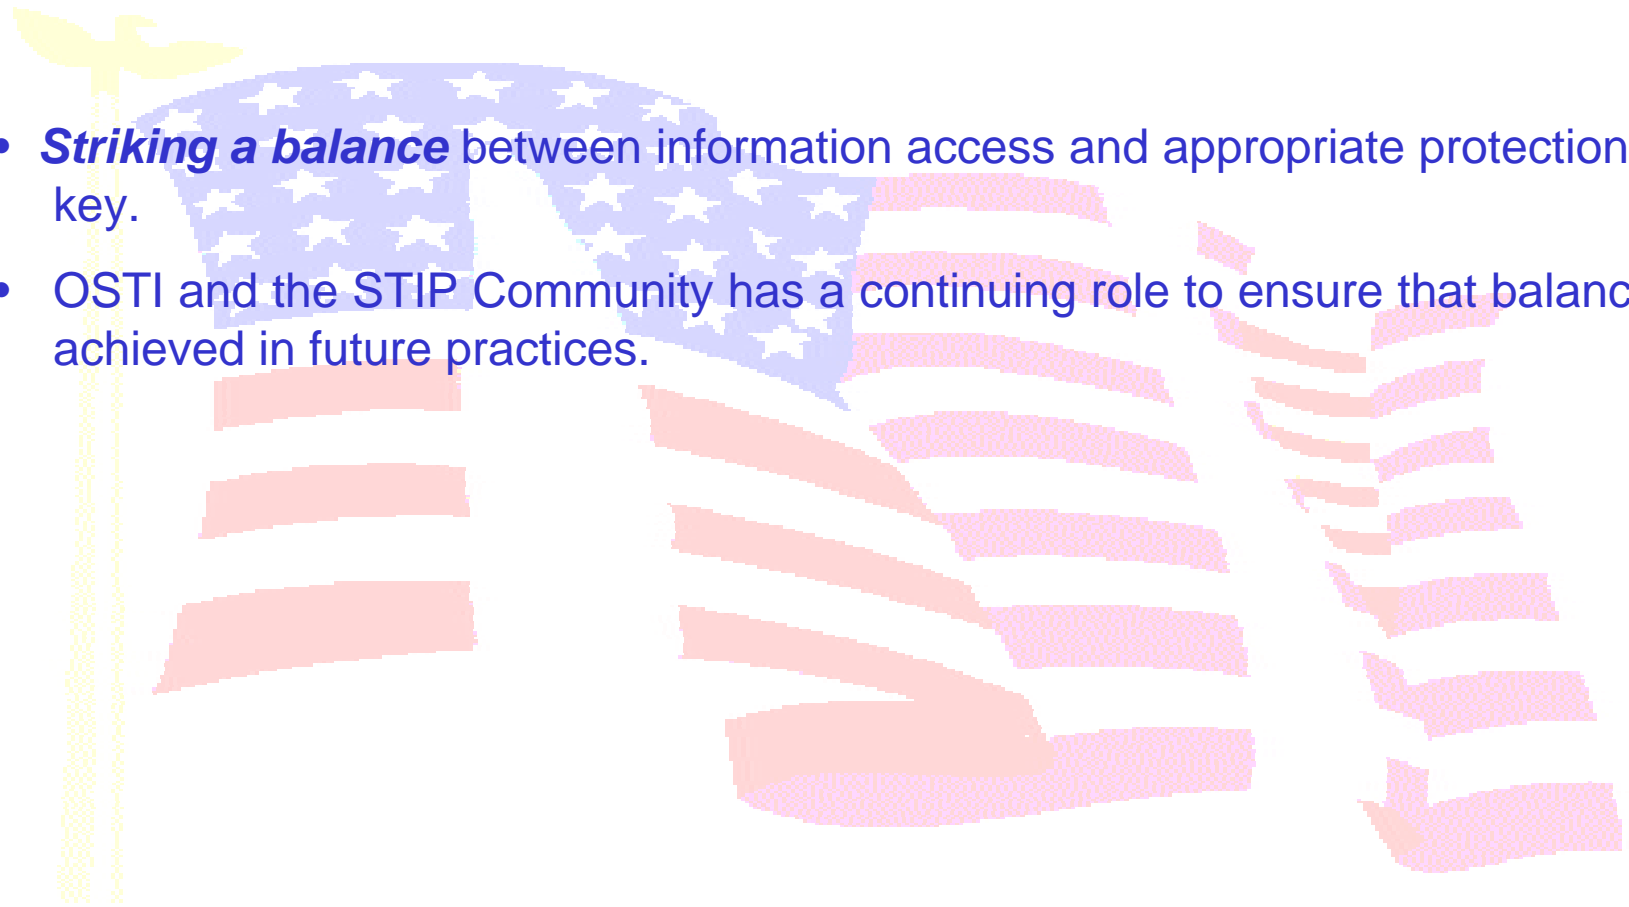 • Striking a balance between information access and appropriate protection
key.
• OSTI and the STIP Community has a continuing role to ensure that balanc
achieved in future practices.